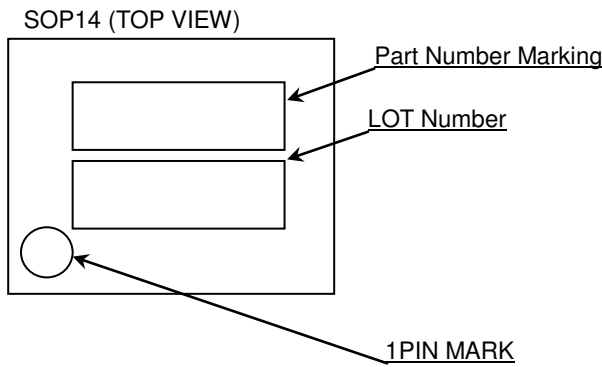 SOP14 (TOP VIEW)
Part Number Marking
LOT Number
1PIN MARK